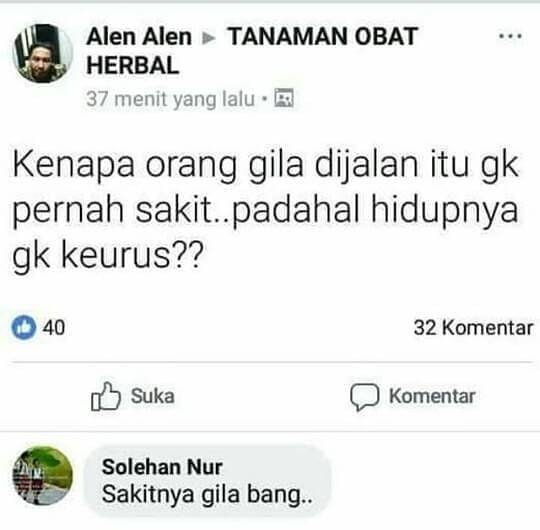 Alen Alen ▸ TANAMAN OBAT
HERBAL
37 menit yang lalu •
Kenapa orang gila dijalan itu gk
pernah sakit..padahal hidupnya
gk keurus??
40
32 Komentar
Suka
Komentar
Solehan Nur
Sakitnya gila bang..